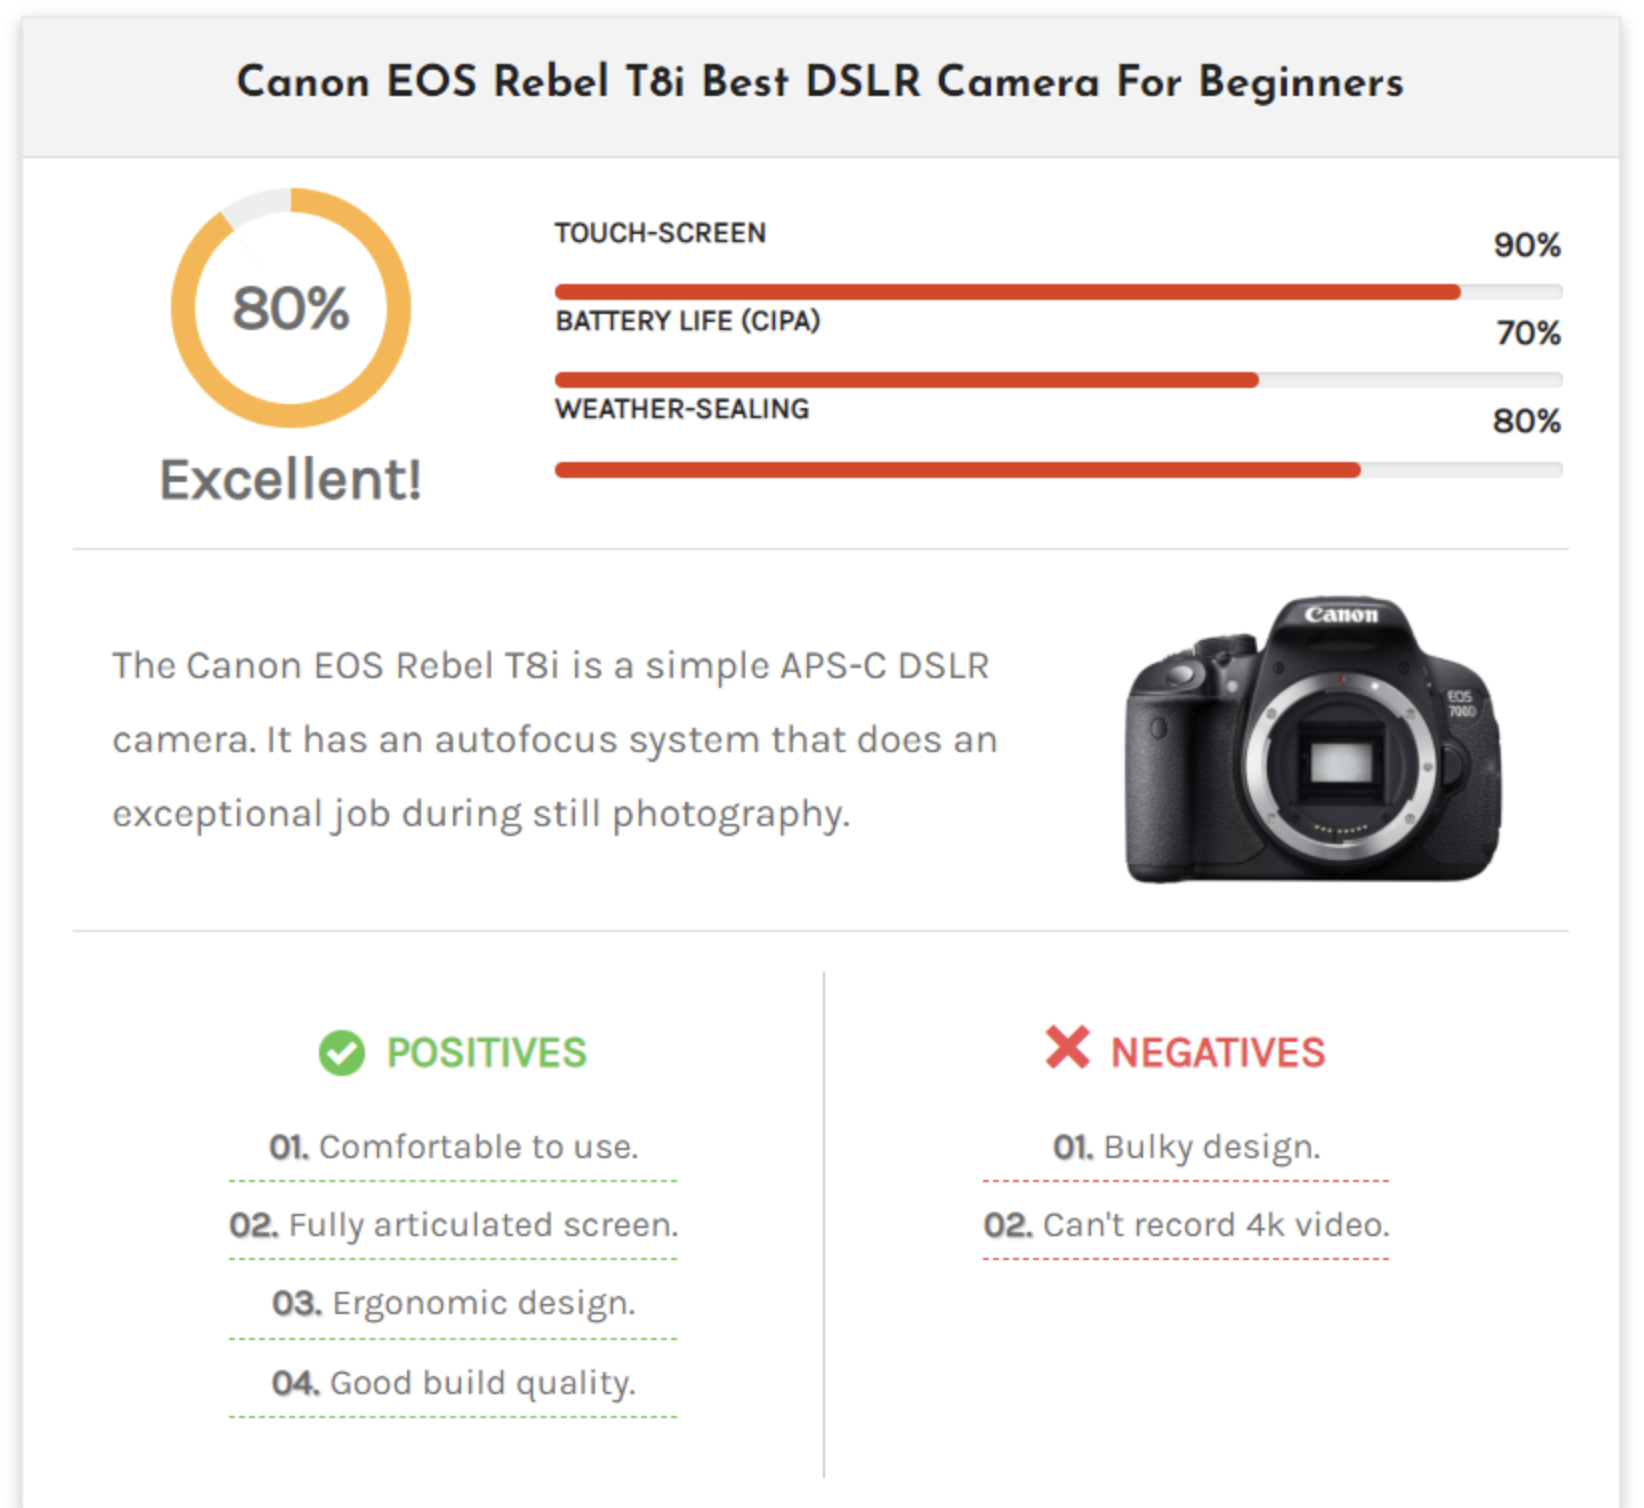 Canon EOS Rebel T8i Best DSLR Camera For Beginners
80%
Excellent!
TOUCH-SCREEN
90%
BATTERY LIFE (CIPA)
70%
WEATHER-SEALING
80%
The Canon EOS Rebel T8i is a simple APS-C DSLR
camera. It has an autofocus system that does an
exceptional job during still photography.
Canon
EOS
700D
POSITIVES
01. Comfortable to use.
02. Fully articulated screen.
03. Ergonomic design.
04. Good build quality.
NEGATIVES
01. Bulky design.
02. Can't record 4k video.